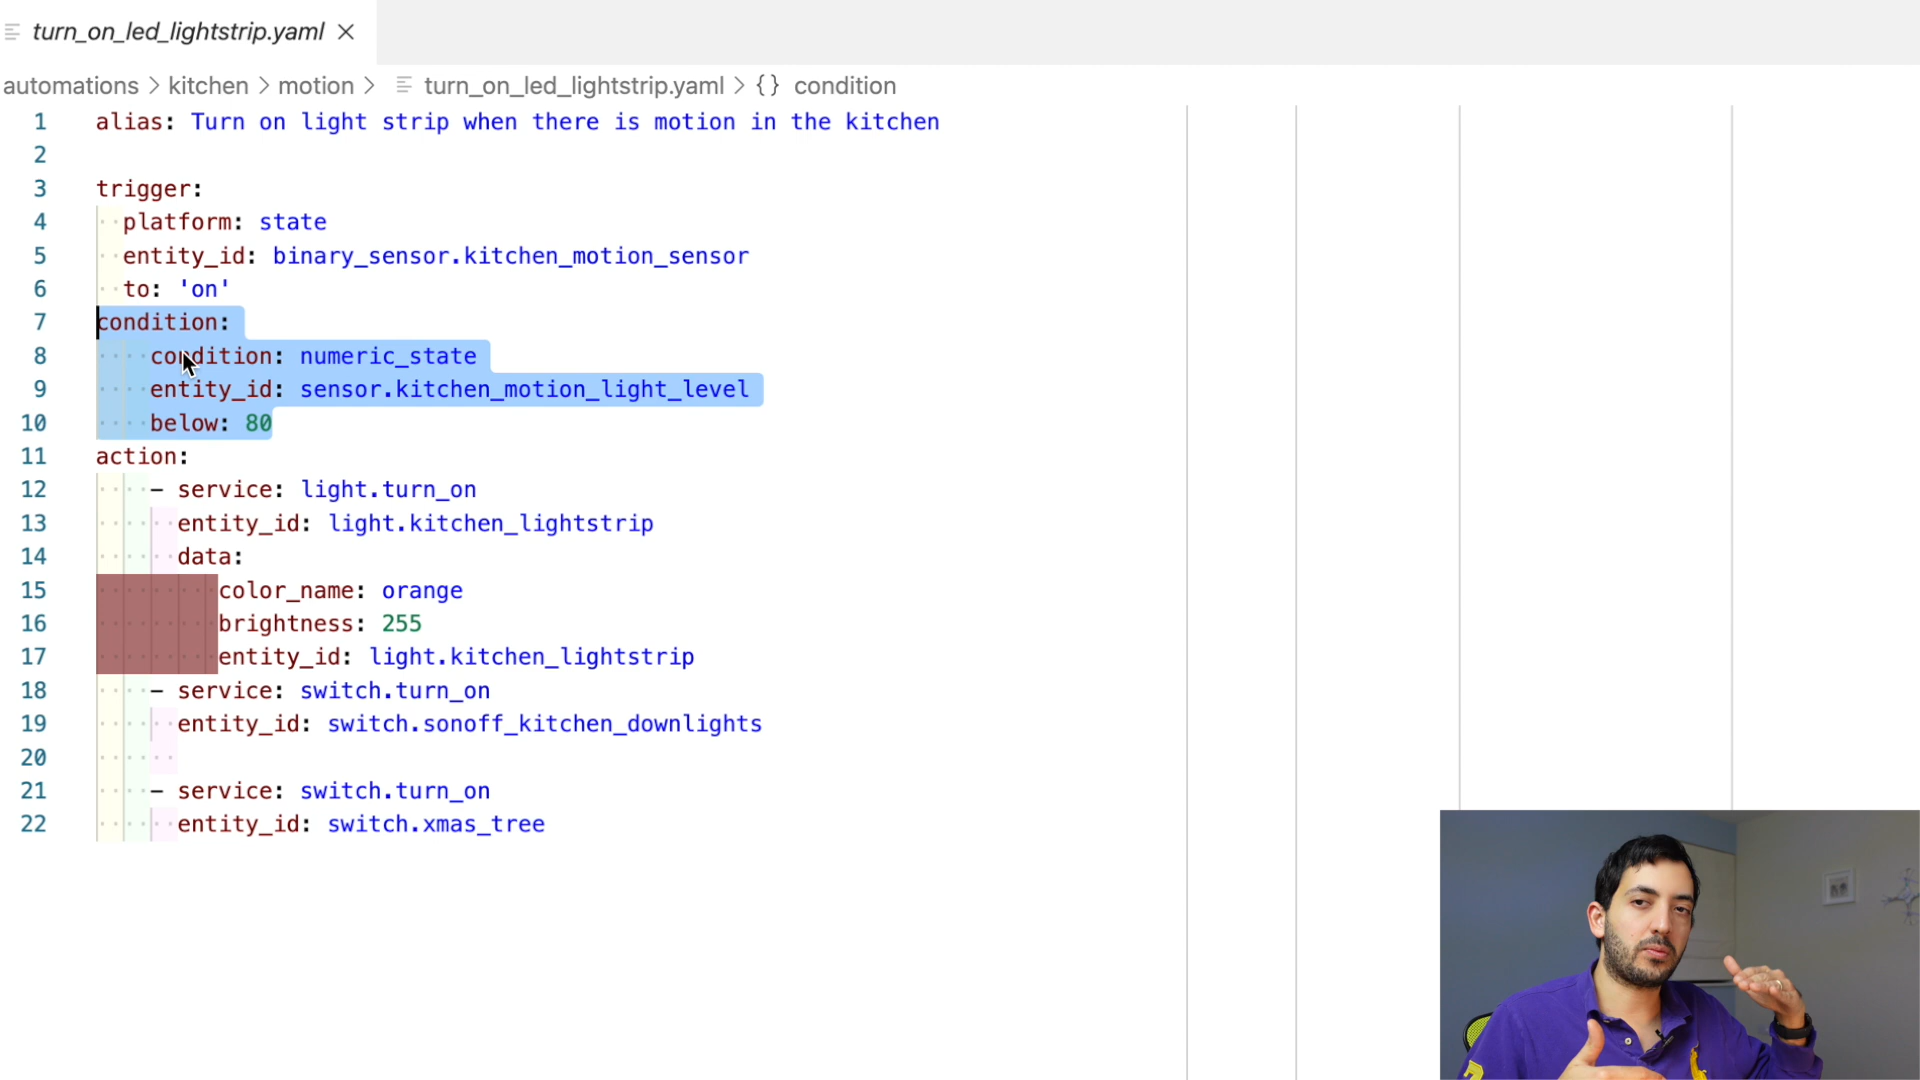 turn_on_led_lightstrip.yaml
automations > kitchen > motion > turn_on_led_lightstrip.yaml > {} condition
1 alias: Turn on light strip when there is motion in the kitchen
2
3 trigger:
4 platform: state
5 entity_id: binary_sensor.kitchen_motion_sensor
6 to: 'on'
7 condition:
8 condition: numeric_state
9 entity_id: sensor.kitchen_motion_light_level
10 below: 80
11 action:
12 - service: light.turn_on
13 entity_id: light.kitchen_lightstrip
14 data:
15 color_name: orange
16 brightness: 255
17 entity_id: light.kitchen_lightstrip
18 - service: switch.turn_on
19 entity_id: switch.sonoff_kitchen_downlights
20
21 - service: switch.turn_on
22 entity_id: switch.xmas_tree